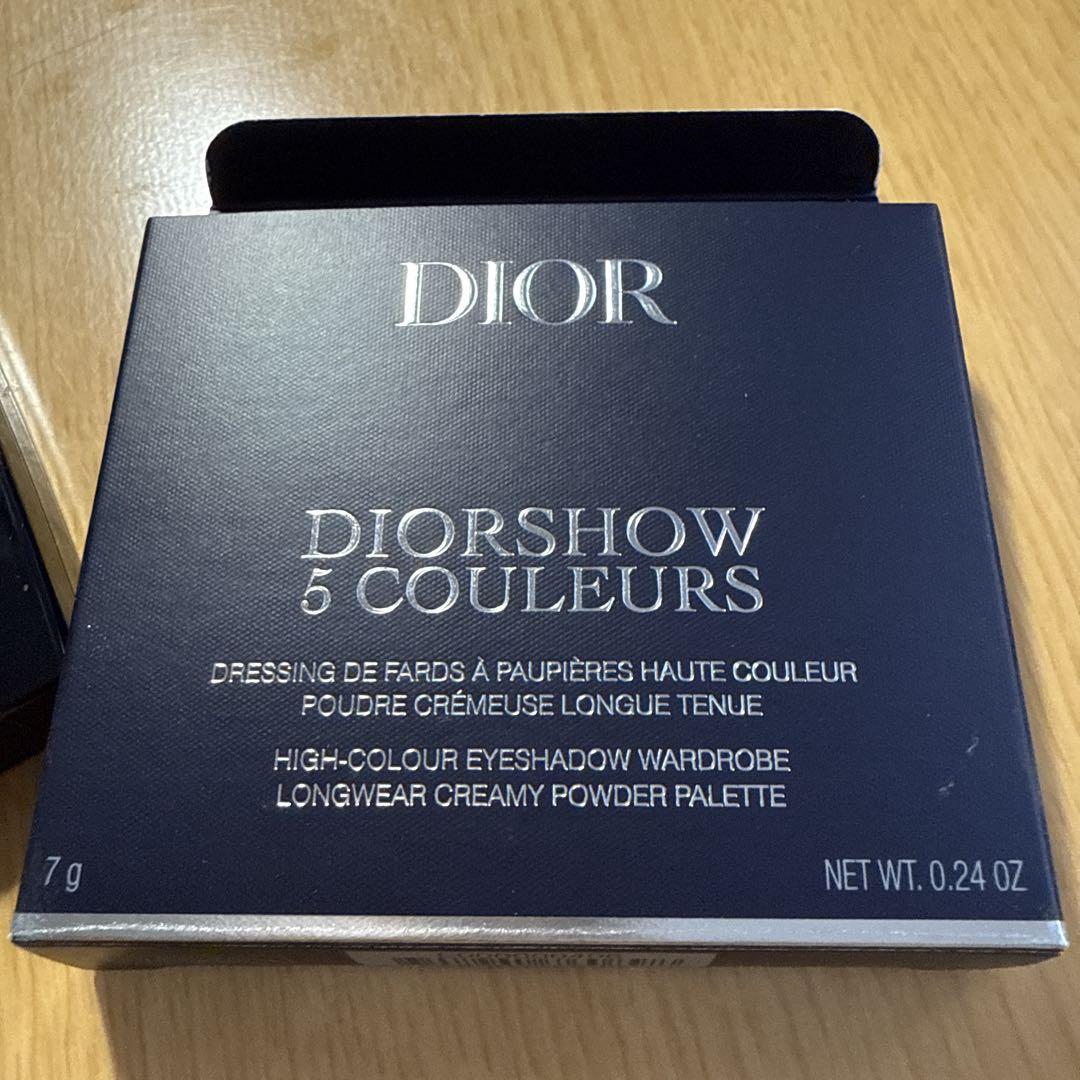 DIOR
DIORSHOW
5 COULEURS
DRESSING DE FARDS À PAUPIÈRES HAUTE COULEUR
POUDRE CRÉMEUSE LONGUE TENUE
HIGH-COLOUR EYESHADOW WARDROBE
LONGWEAR CREAMY POWDER PALETTE
7 g
NET WT. 0.24 OZ